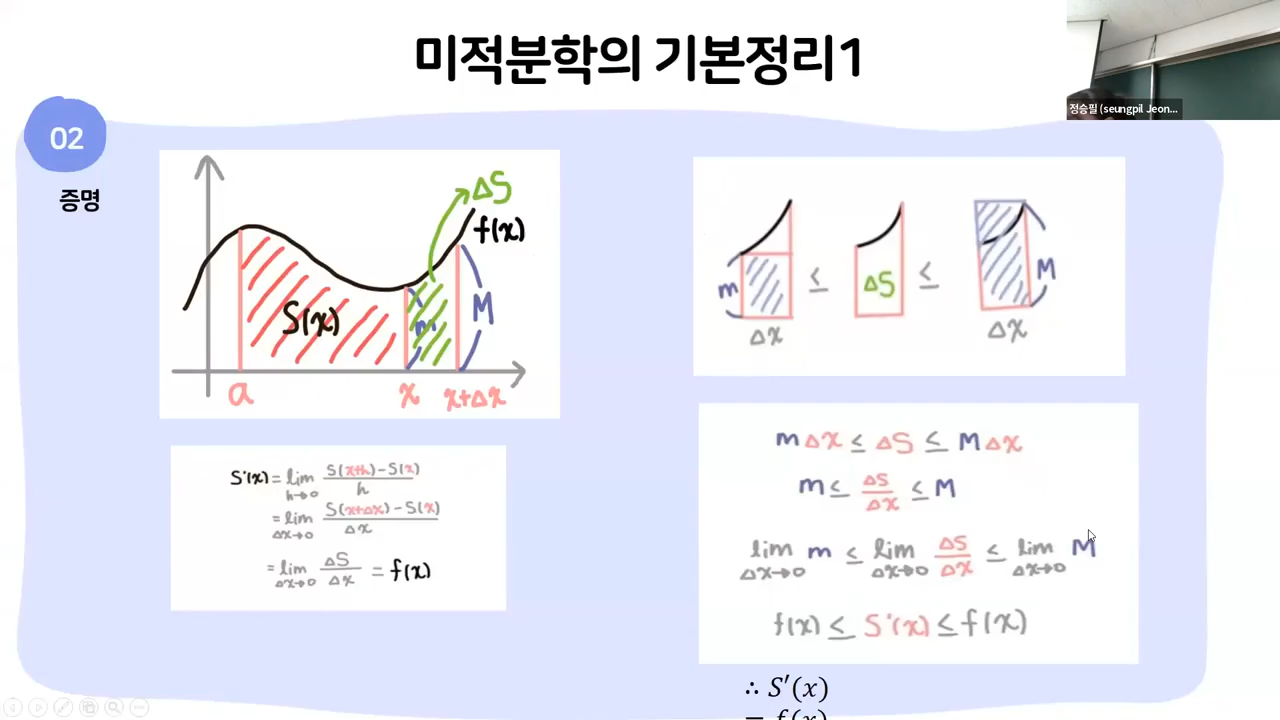 미적분학의 기본정리1
정승필 (seungpil Jeon...
02
증명
ΔS
f(x)
S(x)
m
M
a
x
x+Δx
m
≤
ΔS
≤
M
Δx
Δx
S'(x) = lim h→0 S(x+h)-S(x) / h
= lim Δx→0 S(x+Δx)-S(x) / Δx
= lim Δx→0 ΔS/Δx = f(x)
mΔx ≤ ΔS ≤ MΔx
m ≤ ΔS/Δx ≤ M
lim Δx→0 m ≤ lim Δx→0 ΔS/Δx ≤ lim Δx→0 M
f(x) ≤ S'(x) ≤ f(x)
∴ S′(x)
= f(x)